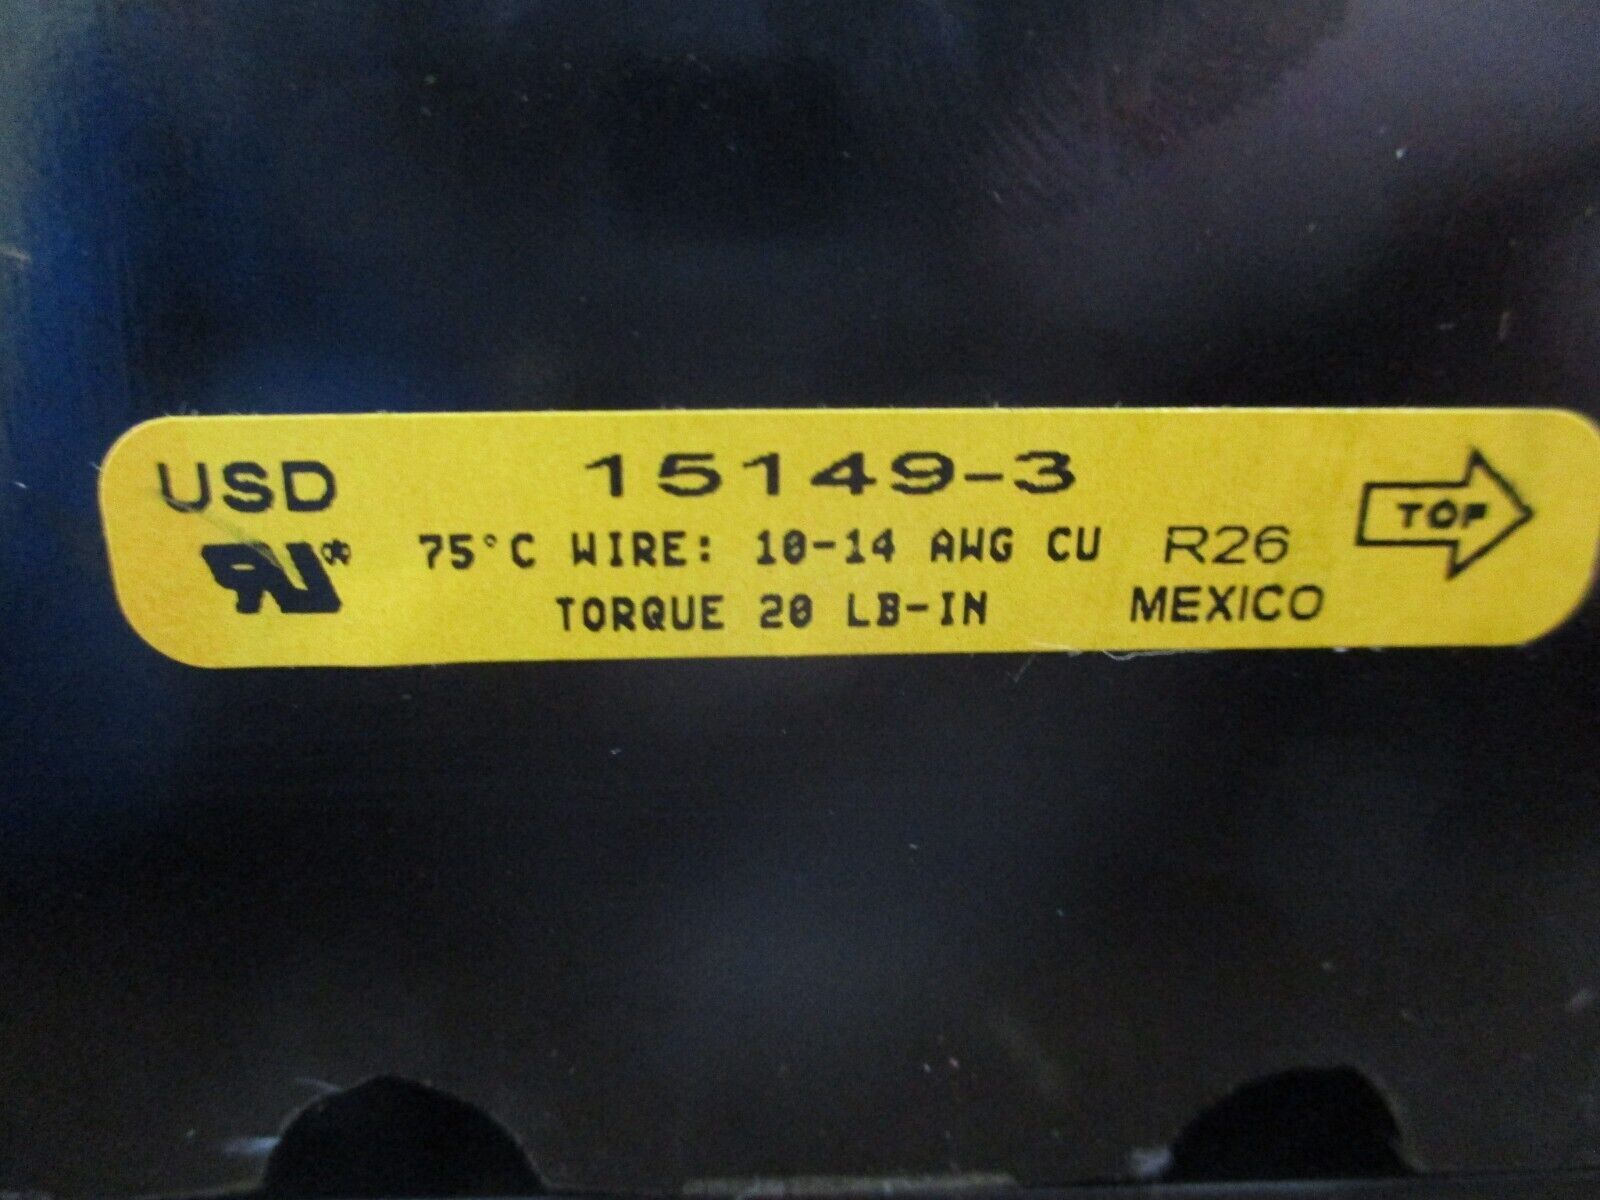 USD 15149-3
75°C WIRE: 10-14 AWG CU R26
TORQUE 20 LB-IN MEXICO
TOP